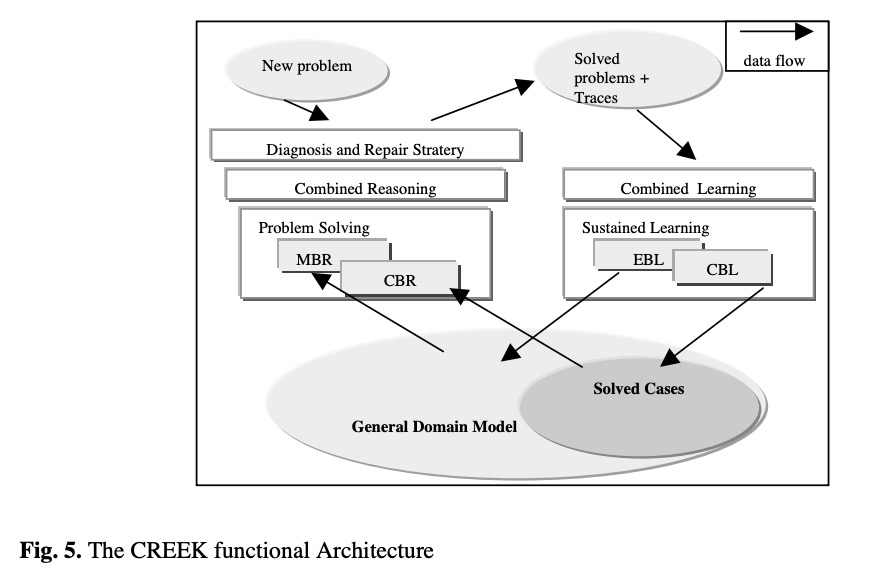 New problem
Solved
problems +
Traces
data flow
Diagnosis and Repair Stratery
Combined Reasoning
Combined Learning
Problem Solving
MBR
CBR
Sustained Learning
EBL
CBL
Solved Cases
General Domain Model
Fig. 5. The CREEK functional Architecture